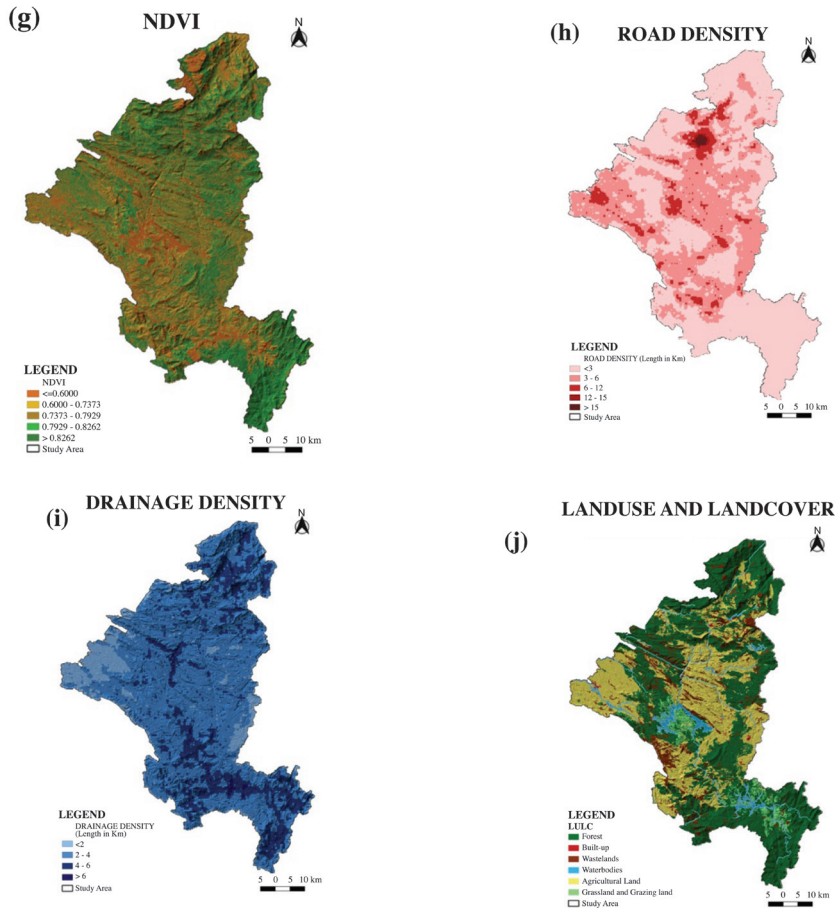 (g)
NDVI
N
LEGEND
NDVI
<=0.6000
0.6000 - 0.7373
0.7373 - 0.7929
0.7929 - 0.8262
> 0.8262
Study Area
5 0 5 10 km
(h)
ROAD DENSITY
N
LEGEND
ROAD DENSITY (Length in Km)
<3
3 - 6
6 - 12
12 - 15
> 15
Study Area
5 0 5 10 km
(i)
DRAINAGE DENSITY
N
LEGEND
DRAINAGE DENSITY
(Length in Km)
<2
2 - 4
4 - 6
> 6
Study Area
5 0 5 10 km
(j)
LANDUSE AND LANDCOVER
N
LEGEND
LULC
Forest
Built-up
Wastelands
Waterbodies
Agricultural Land
Grassland and Grazing land
Study Area
5 0 5 10 km